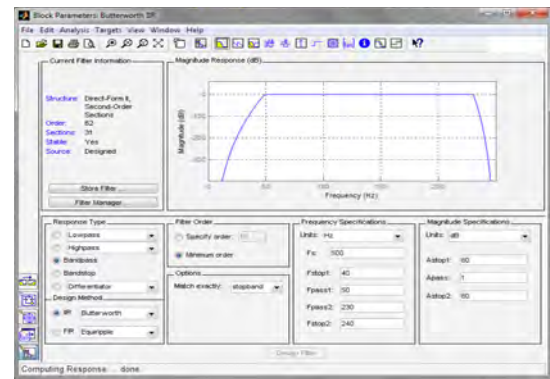 Block Parameters: Butterworth IIR
File Edit Analysis Targets View Window Help
Current Filter Information
Structure: Direct-Form II,
Second-Order
Sections
Order: 62
Sections: 31
Stable: Yes
Source: Designed
Store Filter ...
Filter Manager ...
Magnitude Response (dB)
Magnitude (dB)
Frequency (Hz)
Response Type
Lowpass
Highpass
Bandpass
Bandstop
Differentiator
Design Method
IIR Butterworth
FIR Equiripple
Filter Order
Specify order:
Minimum order
Options
Match exactly: stopband
Frequency Specifications
Units: Hz
Fs: 500
Fstop1: 40
Fpass1: 50
Fpass2: 230
Fstop2: 240
Magnitude Specifications
Units: dB
Astop1: 60
Apass: 1
Astop2: 60
Design Filter
Computing Response ... done